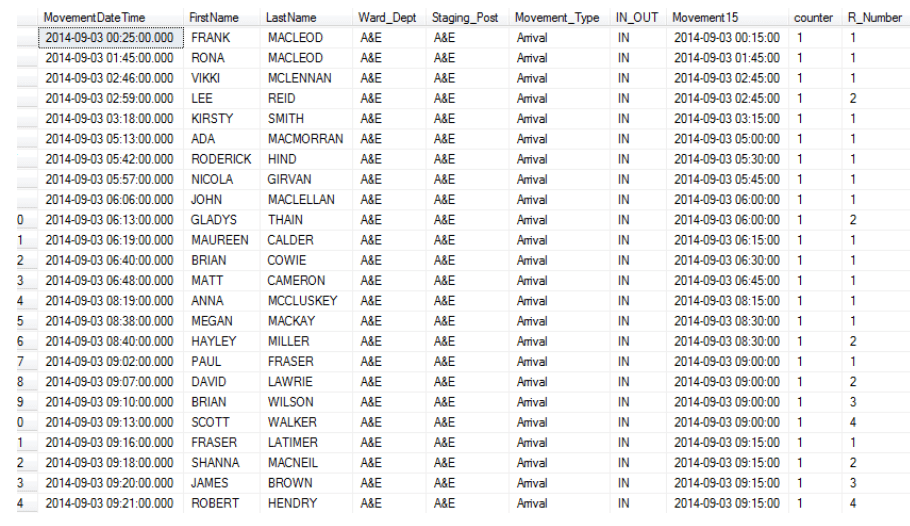 MovementDateTime FirstName LastName Ward_Dept Staging_Post Movement_Type IN_OUT Movement15 counter R_Number
2014-09-03 00:25:00.000 FRANK MACLEOD A&E A&E Arrival IN 2014-09-03 00:15:00 1 1
2014-09-03 01:45:00.000 RONA MACLEOD A&E A&E Arrival IN 2014-09-03 01:45:00 1 1
2014-09-03 02:46:00.000 VIKKI MCLENNAN A&E A&E Arrival IN 2014-09-03 02:45:00 1 1
2014-09-03 02:59:00.000 LEE REID A&E A&E Arrival IN 2014-09-03 02:45:00 1 2
2014-09-03 03:18:00.000 KIRSTY SMITH A&E A&E Arrival IN 2014-09-03 03:15:00 1 1
2014-09-03 05:13:00.000 ADA MACMORRAN A&E A&E Arrival IN 2014-09-03 05:00:00 1 1
2014-09-03 05:42:00.000 RODERICK HIND A&E A&E Arrival IN 2014-09-03 05:30:00 1 1
2014-09-03 05:57:00.000 NICOLA GIRVAN A&E A&E Arrival IN 2014-09-03 05:45:00 1 1
2014-09-03 06:06:00.000 JOHN MACLELLAN A&E A&E Arrival IN 2014-09-03 06:00:00 1 1
0 2014-09-03 06:13:00.000 GLADYS THAIN A&E A&E Arrival IN 2014-09-03 06:00:00 1 2
1 2014-09-03 06:19:00.000 MAUREEN CALDER A&E A&E Arrival IN 2014-09-03 06:15:00 1 1
2 2014-09-03 06:40:00.000 BRIAN COWIE A&E A&E Arrival IN 2014-09-03 06:30:00 1 1
3 2014-09-03 06:48:00.000 MATT CAMERON A&E A&E Arrival IN 2014-09-03 06:45:00 1 1
4 2014-09-03 08:19:00.000 ANNA MCCLUSKEY A&E A&E Arrival IN 2014-09-03 08:15:00 1 1
5 2014-09-03 08:38:00.000 MEGAN MACKAY A&E A&E Arrival IN 2014-09-03 08:30:00 1 1
6 2014-09-03 08:40:00.000 HAYLEY MILLER A&E A&E Arrival IN 2014-09-03 08:30:00 1 2
7 2014-09-03 09:02:00.000 PAUL FRASER A&E A&E Arrival IN 2014-09-03 09:00:00 1 1
8 2014-09-03 09:07:00.000 DAVID LAWRIE A&E A&E Arrival IN 2014-09-03 09:00:00 1 2
9 2014-09-03 09:10:00.000 BRIAN WILSON A&E A&E Arrival IN 2014-09-03 09:00:00 1 3
0 2014-09-03 09:13:00.000 SCOTT WALKER A&E A&E Arrival IN 2014-09-03 09:00:00 1 4
1 2014-09-03 09:16:00.000 FRASER LATIMER A&E A&E Arrival IN 2014-09-03 09:15:00 1 1
2 2014-09-03 09:18:00.000 SHANNA MACNEIL A&E A&E Arrival IN 2014-09-03 09:15:00 1 2
3 2014-09-03 09:20:00.000 JAMES BROWN A&E A&E Arrival IN 2014-09-03 09:15:00 1 3
4 2014-09-03 09:21:00.000 ROBERT HENDRY A&E A&E Arrival IN 2014-09-03 09:15:00 1 4